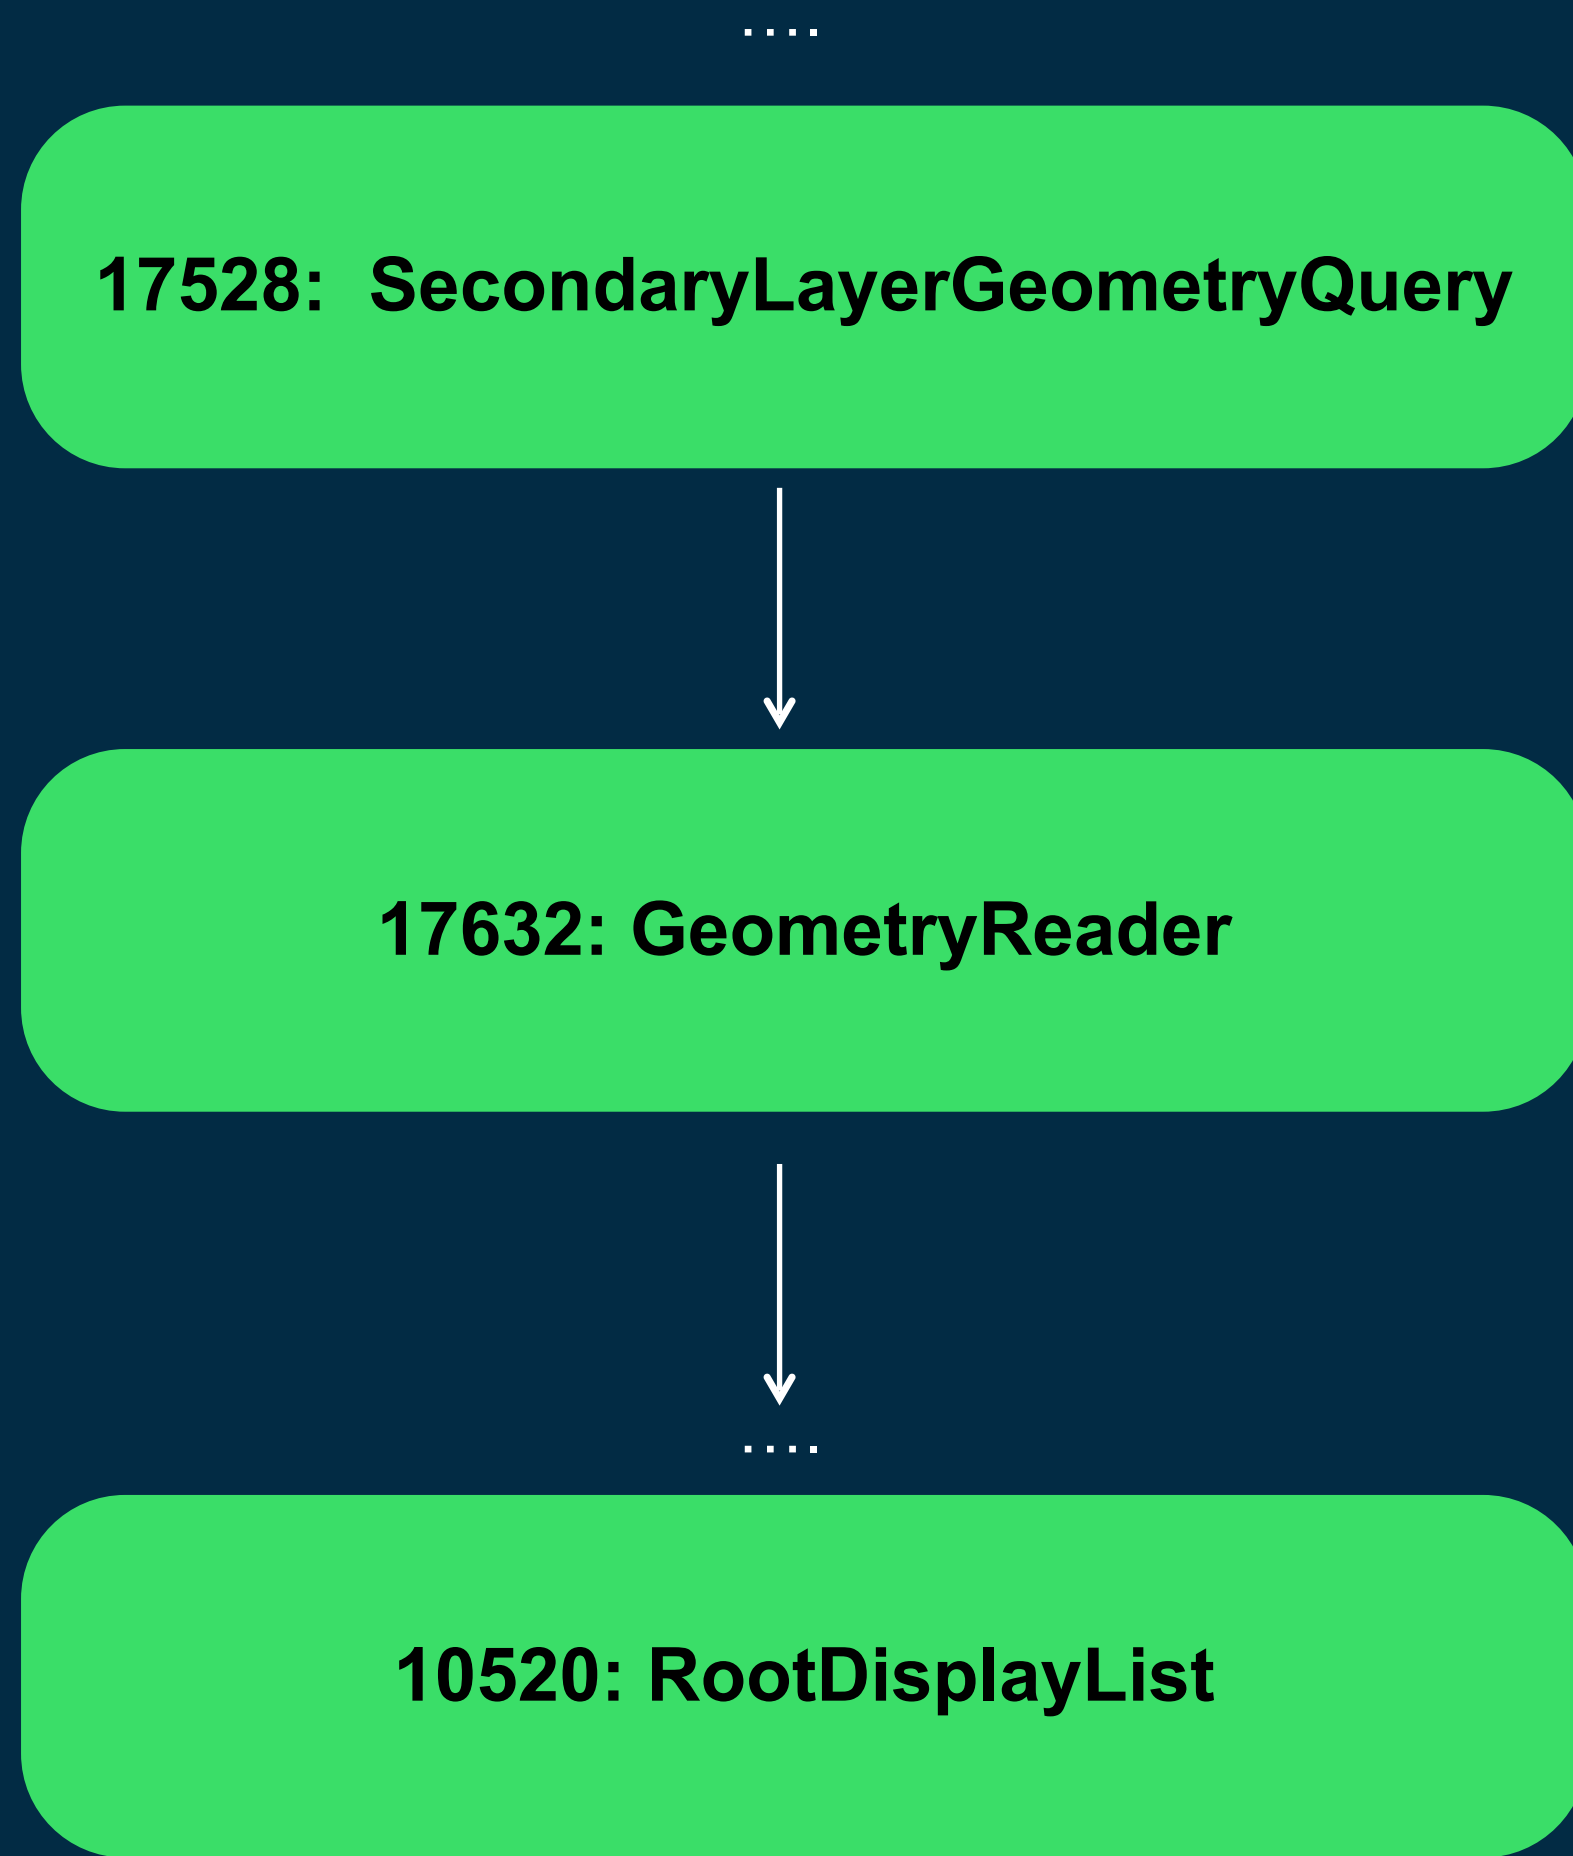 ....
17528:  SecondaryLayerGeometryQuery
17632: GeometryReader
....
10520: RootDisplayList